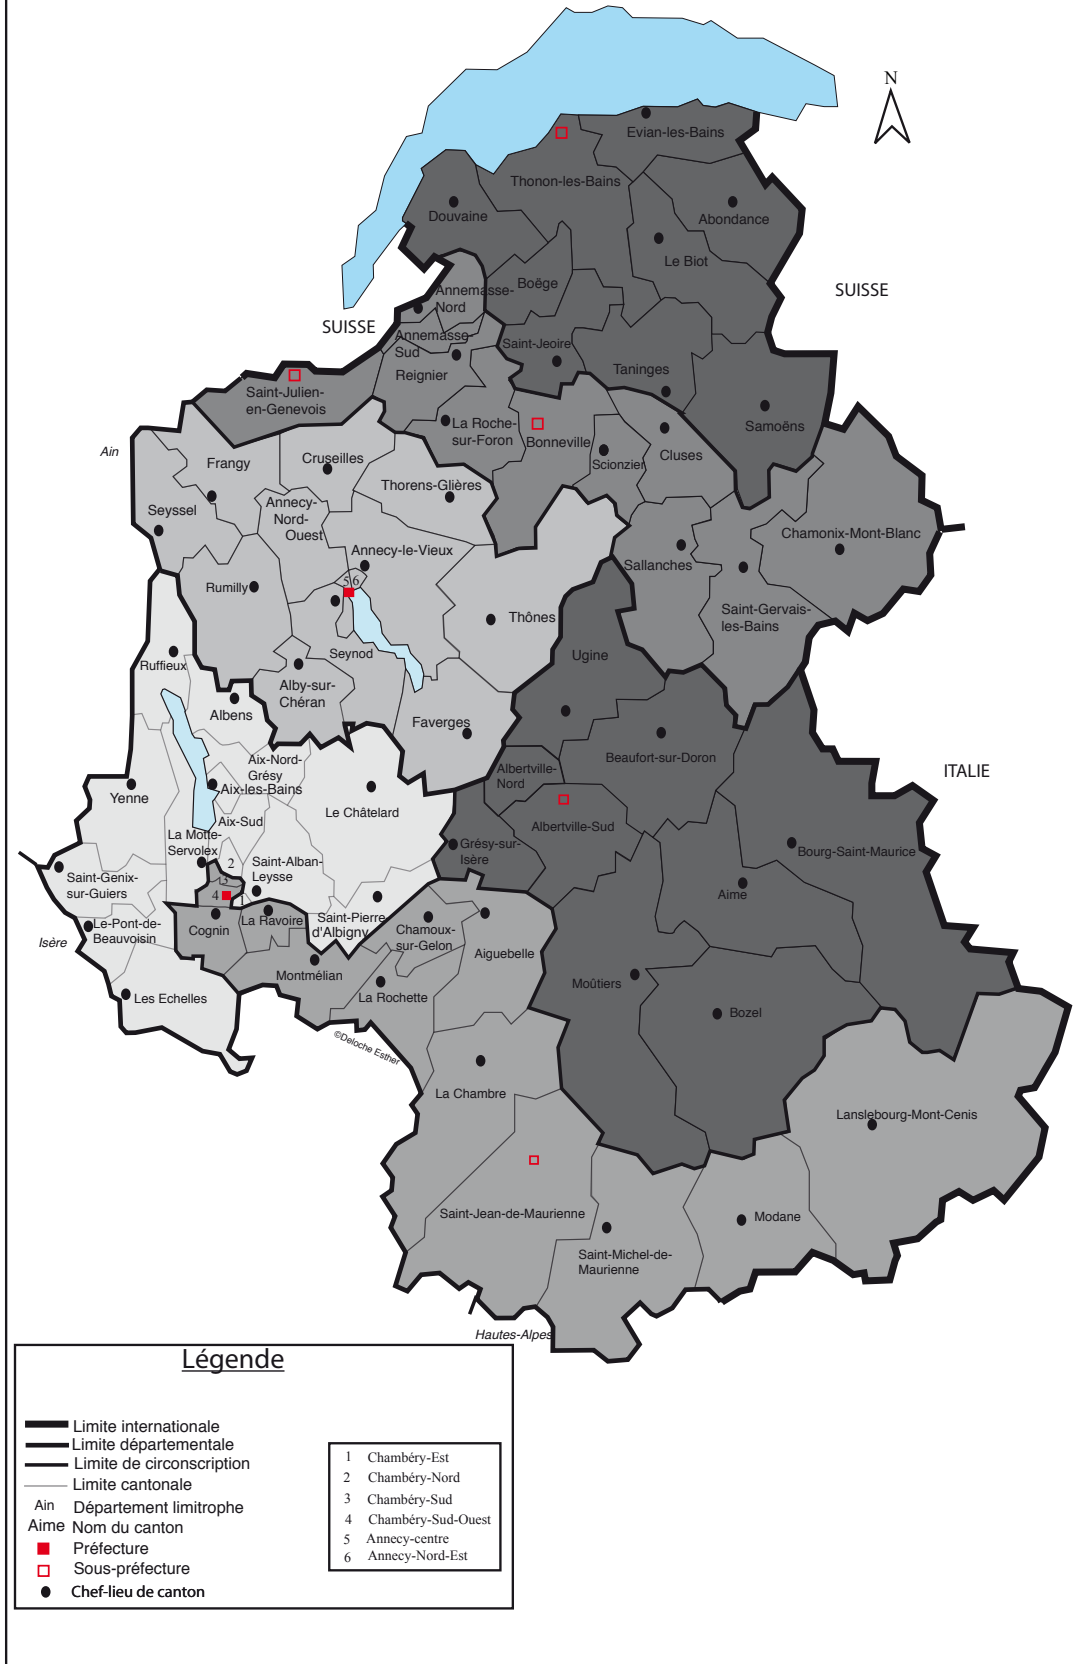 N
Evian-les-Bains
Thonon-les-Bains
Douvaine
Abondance
Le Biot
SUISSE
Boëge
Annemasse-
Nord
SUISSE
Annemasse-
Sud
Saint-Jeoire
Reignier
Taninges
Saint-Julien-
en-Genevois
La Roche-
sur-Foron
Bonneville
Samoëns
Ain
Frangy
Cruseilles
Scionzier
Cluses
Thorens-Glières
Seyssel
Annecy-
Nord-
Ouest
Chamonix-Mont-Blanc
Annecy-le-Vieux
Sallanches
5
6
Rumilly
Saint-Gervais-
les-Bains
Thônes
Seynod
Ugine
Ruffieux
Alby-sur-
Chéran
Albens
Faverges
Aix-Nord-
Grésy
Beaufort-sur-Doron
Albertville-
Nord
ITALIE
Aix-les-Bains
Yenne
Le Châtelard
Aix-Sud
Albertville-Sud
La Motte-
Servolex
Grésy-sur-
Isère
Bourg-Saint-Maurice
2
Saint-Alban-
Leysse
Saint-Genix-
sur-Guiers
3
4
1
Aime
Le-Pont-de-
Beauvoisin
Cognin
La Ravoire
Saint-Pierre
d'Albigny
Chamoux-
sur-Gelon
Isère
Aiguebelle
Montmélian
Moûtiers
Les Echelles
La Rochette
Bozel
©Deloche Esther
La Chambre
Lanslebourg-Mont-Cenis
Saint-Jean-de-Maurienne
Modane
Saint-Michel-de-
Maurienne
Hautes-Alpes
Légende
Limite internationale
Limite départementale
Limite de circonscription
Limite cantonale
Ain Département limitrophe
Aime Nom du canton
Préfecture
Sous-préfecture
Chef-lieu de canton
1 Chambéry-Est
2 Chambéry-Nord
3 Chambéry-Sud
4 Chambéry-Sud-Ouest
5 Annecy-centre
6 Annecy-Nord-Est